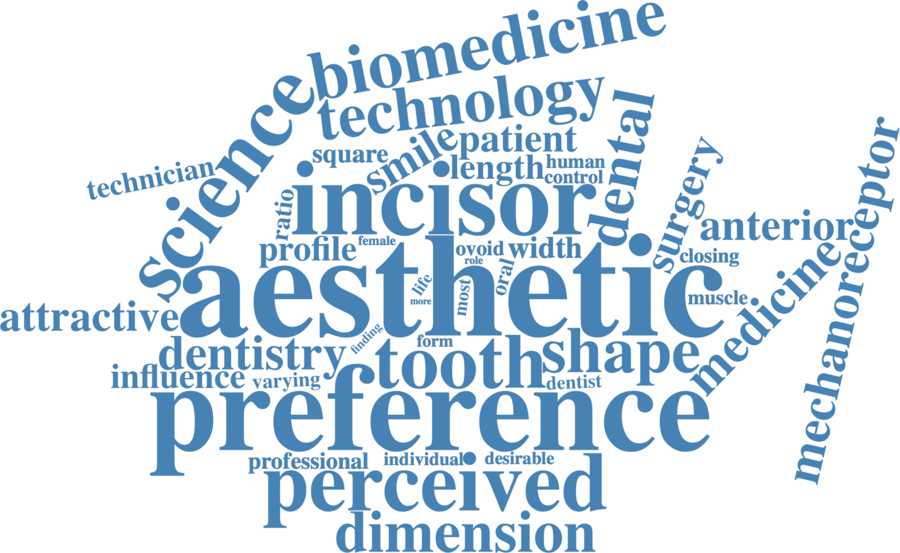 biomedicine
technology
science
dental
smile
patient
square
length
human
control
technician
incisor
ratio
surgery
mechanoreceptor
anterior
profile
female
ovoid
width
role
oral
closing
aesthetic
life
more
most
muscle
medicine
attractive
finding
form
dentistry
tooth
shape
influence
varying
dentist
preference
professional
individual
desirable
perceived
dimension